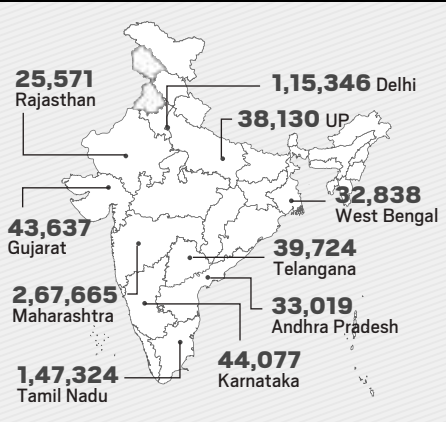 25,571
Rajasthan
1,15,346 Delhi
38,130 UP
32,838
West Bengal
43,637
Gujarat
39,724
Telangana
2,67,665
Maharashtra
33,019
Andhra Pradesh
44,077
Karnataka
1,47,324
Tamil Nadu